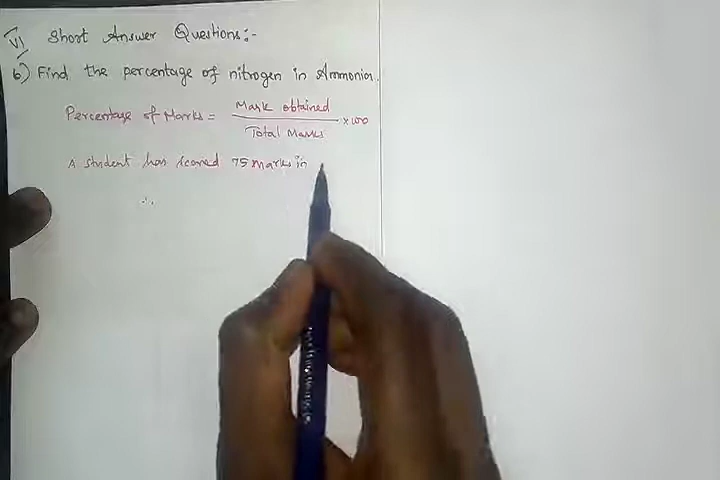 VI Short Answer Questions:-
6) Find the percentage of nitrogen in Ammonia.
Percentage of Marks = Mark obtained / Total Marks × 100
A student has scored 75 marks in
∴